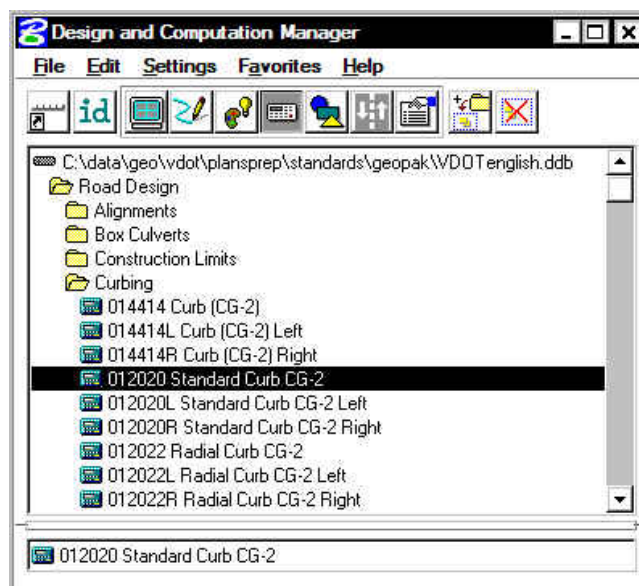 Design and Computation Manager
File Edit Settings Favorites Help
id
C:\data\geo\vdot\plansprep\standards\geopak\VDOTenglish.ddb
Road Design
Alignments
Box Culverts
Construction Limits
Curbing
014414 Curb (CG-2)
014414L Curb (CG-2) Left
014414R Curb (CG-2) Right
012020 Standard Curb CG-2
012020L Standard Curb CG-2 Left
012020R Standard Curb CG-2 Right
012022 Radial Curb CG-2
012022L Radial Curb CG-2 Left
012022R Radial Curb CG-2 Right
012020 Standard Curb CG-2